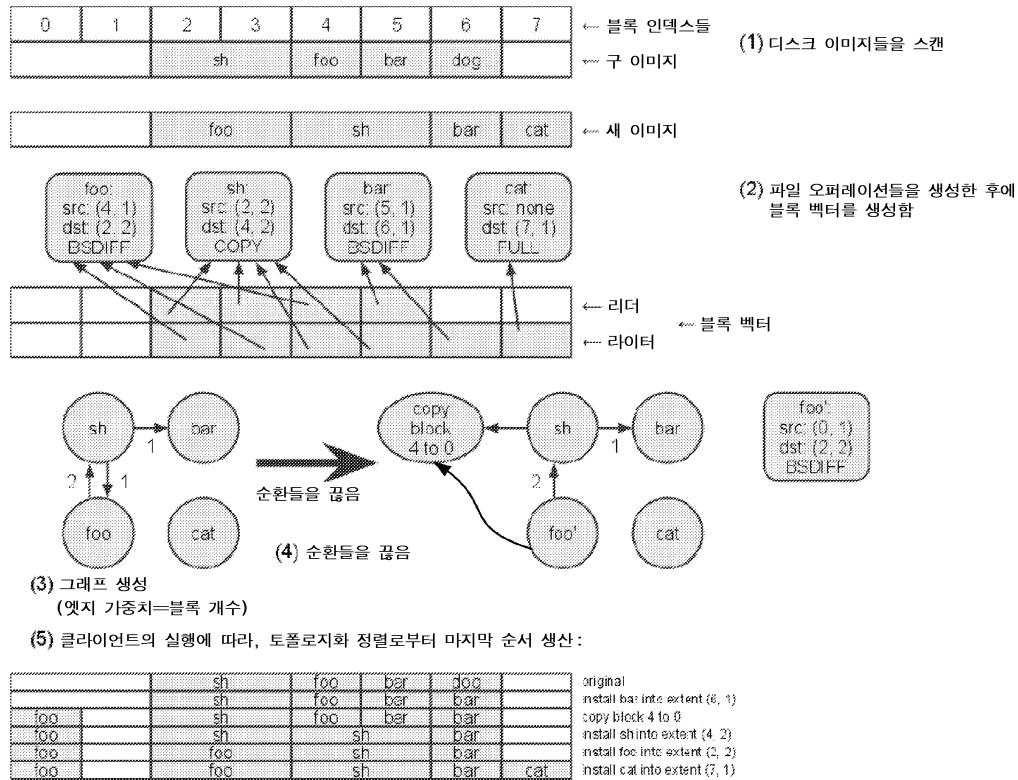 0 1 2 3 4 5 6 7 ← 블록 인덱스들
(1) 디스크 이미지들을 스캔
sh foo bar dog ← 구 이미지
foo sh bar cat ← 새 이미지
(2) 파일 오퍼레이션들을 생성한 후에
블록 벡터를 생성함
foo:
src: (4, 1)
dst: (2, 2)
BSDIFF
sh:
src: (2, 2)
dst: (4, 2)
COPY
bar:
src: (5, 1)
dst: (6, 1)
BSDIFF
cat:
src: none
dst: (7, 1)
FULL
← 리더
← 블록 벡터
← 라이터
sh 1 bar
2 1
foo cat
순환들을 끊음
copy
block
4 to 0
sh 1 bar
2
foo' cat
foo':
src: (0, 1)
dst: (2, 2)
BSDIFF
(4) 순환들을 끊음
(3) 그래프 생성
(엣지 가중치=블록 개수)
(5) 클라이언트의 실행에 따라, 토폴로지화 정렬로부터 마지막 순서 생산:
sh foo bar dog original
sh foo bar bar install bar into extent (6, 1)
foo sh foo bar bar copy block 4 to 0
foo sh sh bar install sh into extent (4, 2)
foo foo sh bar install foo into extent (2, 2)
foo foo sh bar cat install cat into extent (7, 1)